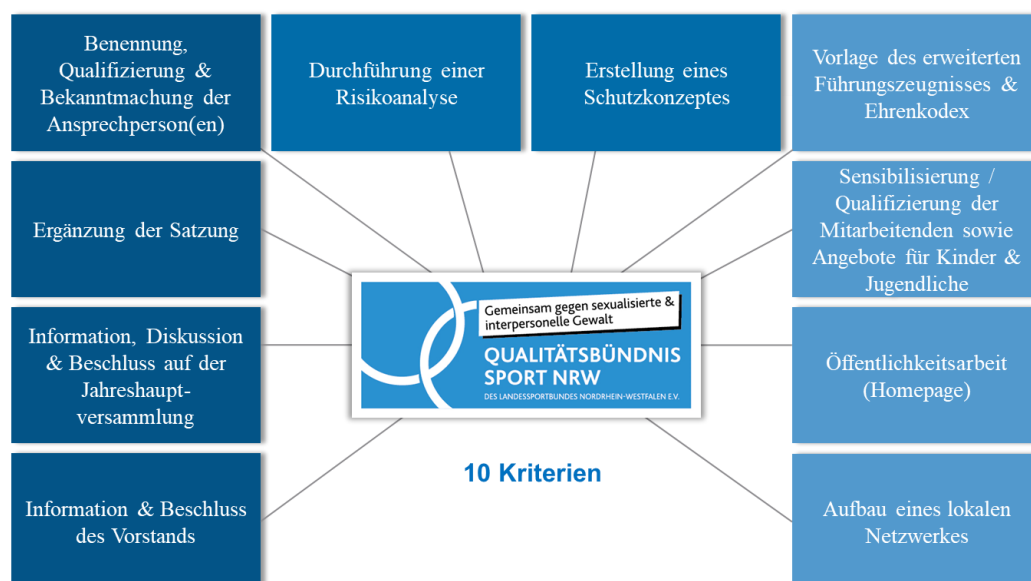 Benennung,
Qualifizierung &
Bekanntmachung der
Ansprechperson(en)
Durchführung einer
Risikoanalyse
Erstellung eines
Schutzkonzeptes
Vorlage des erweiterten
Führungszeugnisses &
Ehrenkodex
Ergänzung der Satzung
Sensibilisierung /
Qualifizierung der
Mitarbeitenden sowie
Angebote für Kinder &
Jugendliche
Information, Diskussion
& Beschluss auf der
Jahreshaupt-
versammlung
Gemeinsam gegen sexualisierte &
interpersonelle Gewalt
QUALITÄTSBÜNDNIS
SPORT NRW
DES LANDESSPORTBUNDES NORDRHEIN-WESTFALEN E.V.
Öffentlichkeitsarbeit
(Homepage)
10 Kriterien
Information & Beschluss
des Vorstands
Aufbau eines lokalen
Netzwerkes